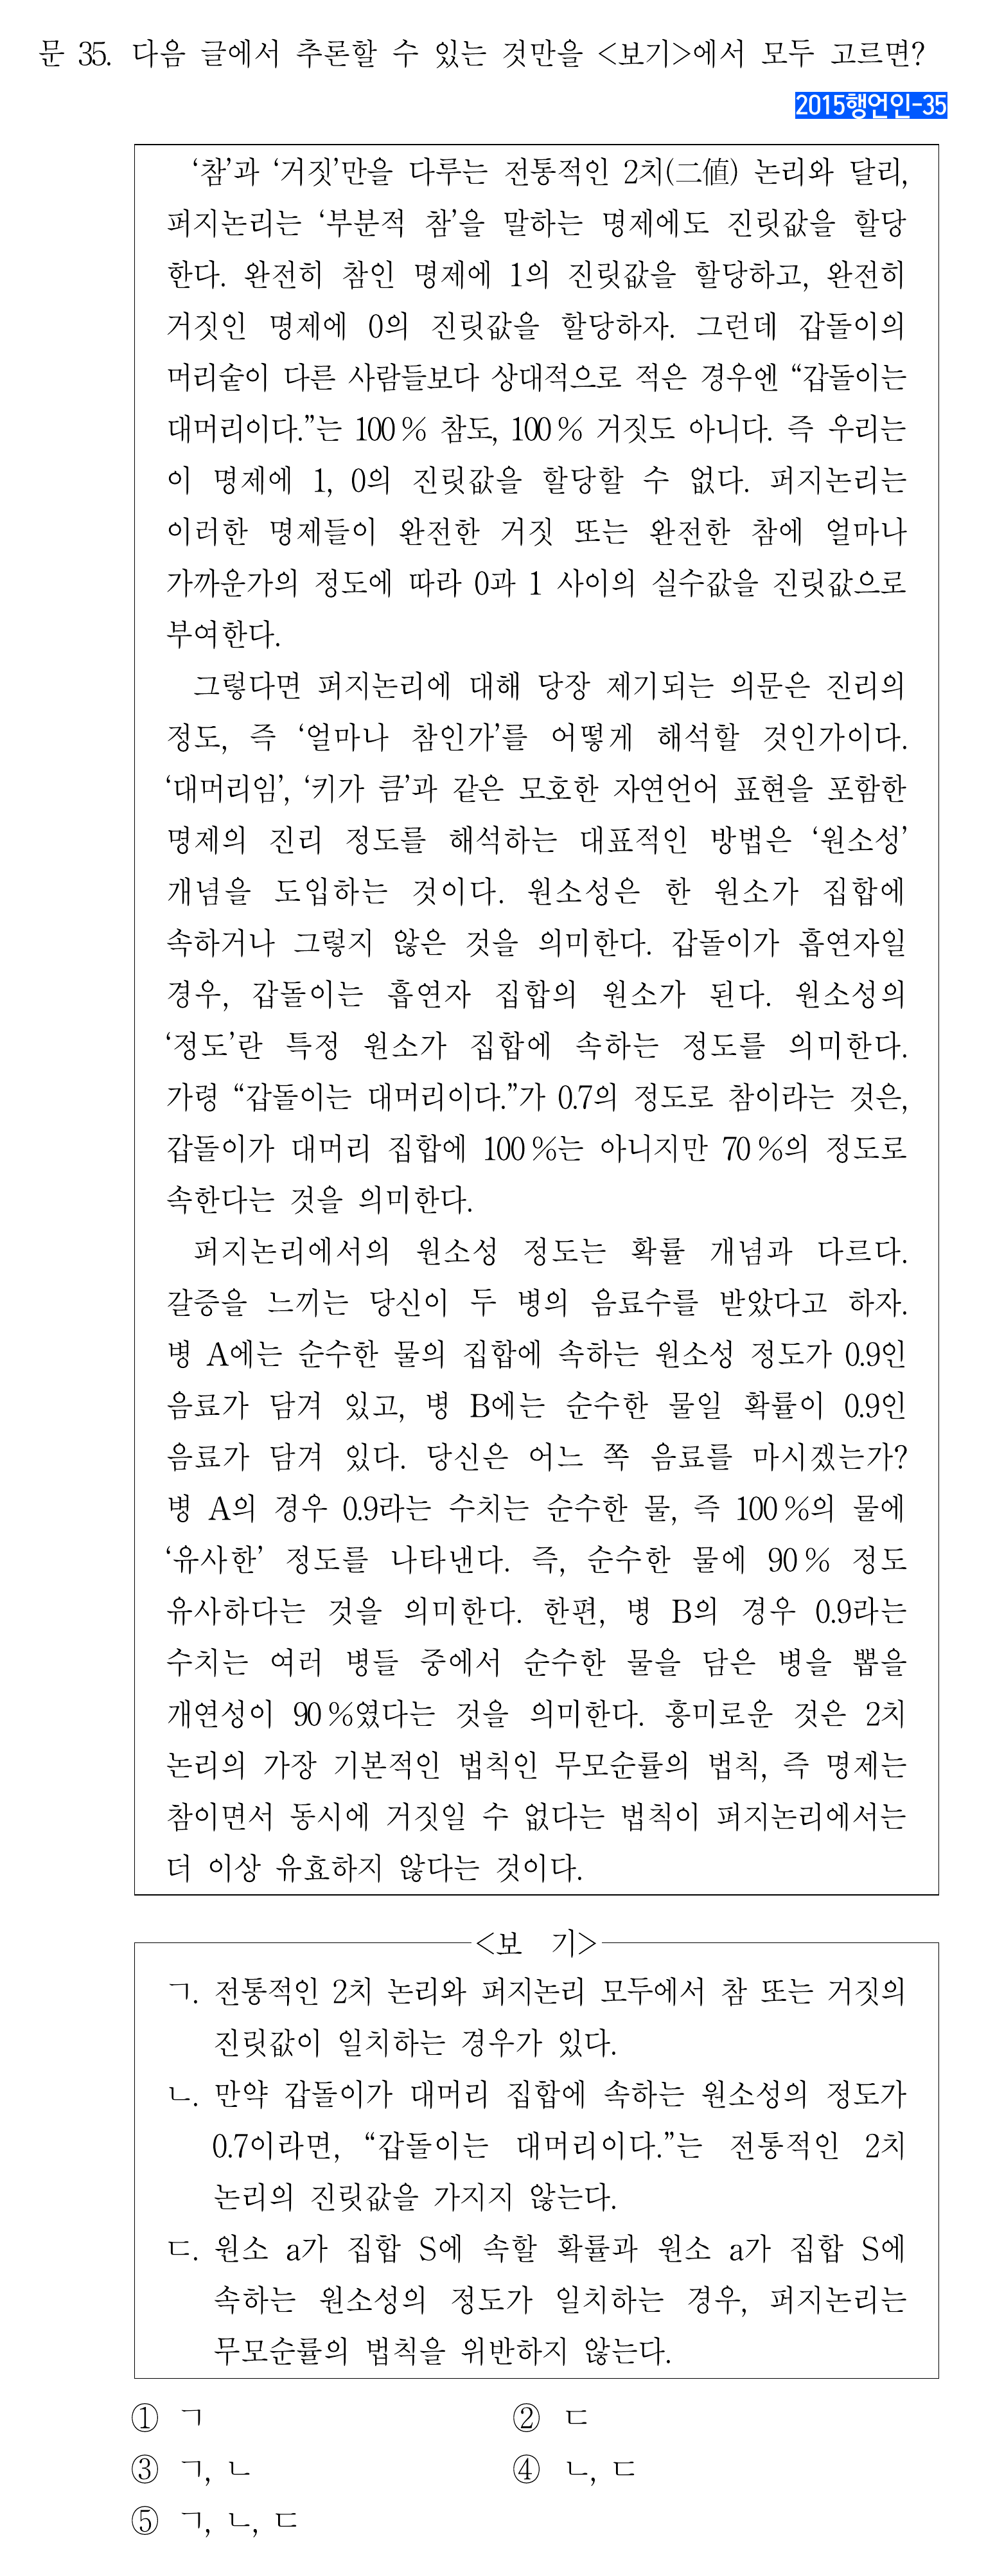 문 35. 다음 글에서 추론할 수 있는 것만을 <보기>에서 모두 고르면?
2015행언인-35
‘참’과 ‘거짓’만을 다루는 전통적인 2치(二値) 논리와 달리,
퍼지논리는 ‘부분적 참’을 말하는 명제에도 진릿값을 할당
한다. 완전히 참인 명제에 1의 진릿값을 할당하고, 완전히
거짓인 명제에 0의 진릿값을 할당하자. 그런데 갑돌이의
머리숱이 다른 사람들보다 상대적으로 적은 경우엔 “갑돌이는
대머리이다.”는 100 % 참도, 100 % 거짓도 아니다. 즉 우리는
이 명제에 1, 0의 진릿값을 할당할 수 없다. 퍼지논리는
이러한 명제들이 완전한 거짓 또는 완전한 참에 얼마나
가까운가의 정도에 따라 0과 1 사이의 실수값을 진릿값으로
부여한다.
그렇다면 퍼지논리에 대해 당장 제기되는 의문은 진리의
정도, 즉 ‘얼마나 참인가’를 어떻게 해석할 것인가이다.
‘대머리임’, ‘키가 큼’과 같은 모호한 자연언어 표현을 포함한
명제의 진리 정도를 해석하는 대표적인 방법은 ‘원소성’
개념을 도입하는 것이다. 원소성은 한 원소가 집합에
속하거나 그렇지 않은 것을 의미한다. 갑돌이가 흡연자일
경우, 갑돌이는 흡연자 집합의 원소가 된다. 원소성의
‘정도’란 특정 원소가 집합에 속하는 정도를 의미한다.
가령 “갑돌이는 대머리이다.”가 0.7의 정도로 참이라는 것은,
갑돌이가 대머리 집합에 100 %는 아니지만 70 %의 정도로
속한다는 것을 의미한다.
퍼지논리에서의 원소성 정도는 확률 개념과 다르다.
갈증을 느끼는 당신이 두 병의 음료수를 받았다고 하자.
병 A에는 순수한 물의 집합에 속하는 원소성 정도가 0.9인
음료가 담겨 있고, 병 B에는 순수한 물일 확률이 0.9인
음료가 담겨 있다. 당신은 어느 쪽 음료를 마시겠는가?
병 A의 경우 0.9라는 수치는 순수한 물, 즉 100 %의 물에
‘유사한’ 정도를 나타낸다. 즉, 순수한 물에 90 % 정도
유사하다는 것을 의미한다. 한편, 병 B의 경우 0.9라는
수치는 여러 병들 중에서 순수한 물을 담은 병을 뽑을
개연성이 90 %였다는 것을 의미한다. 흥미로운 것은 2치
논리의 가장 기본적인 법칙인 무모순률의 법칙, 즉 명제는
참이면서 동시에 거짓일 수 없다는 법칙이 퍼지논리에서는
더 이상 유효하지 않다는 것이다.
<보 기>
ㄱ. 전통적인 2치 논리와 퍼지논리 모두에서 참 또는 거짓의
진릿값이 일치하는 경우가 있다.
ㄴ. 만약 갑돌이가 대머리 집합에 속하는 원소성의 정도가
0.7이라면, “갑돌이는 대머리이다.”는 전통적인 2치
논리의 진릿값을 가지지 않는다.
ㄷ. 원소 a가 집합 S에 속할 확률과 원소 a가 집합 S에
속하는 원소성의 정도가 일치하는 경우, 퍼지논리는
무모순률의 법칙을 위반하지 않는다.
① ㄱ ② ㄷ
③ ㄱ, ㄴ ④ ㄴ, ㄷ
⑤ ㄱ, ㄴ, ㄷ